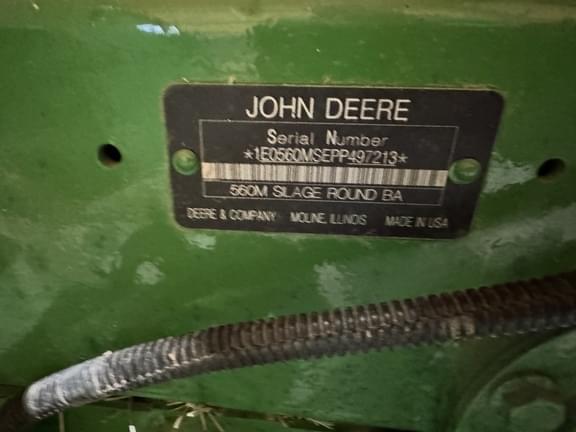 JOHN DEERE
Serial Number
*1E0560MSEPP497213*
560M SILAGE ROUND BA
DEERE & COMPANY MOLINE, ILLINOIS MADE IN USA